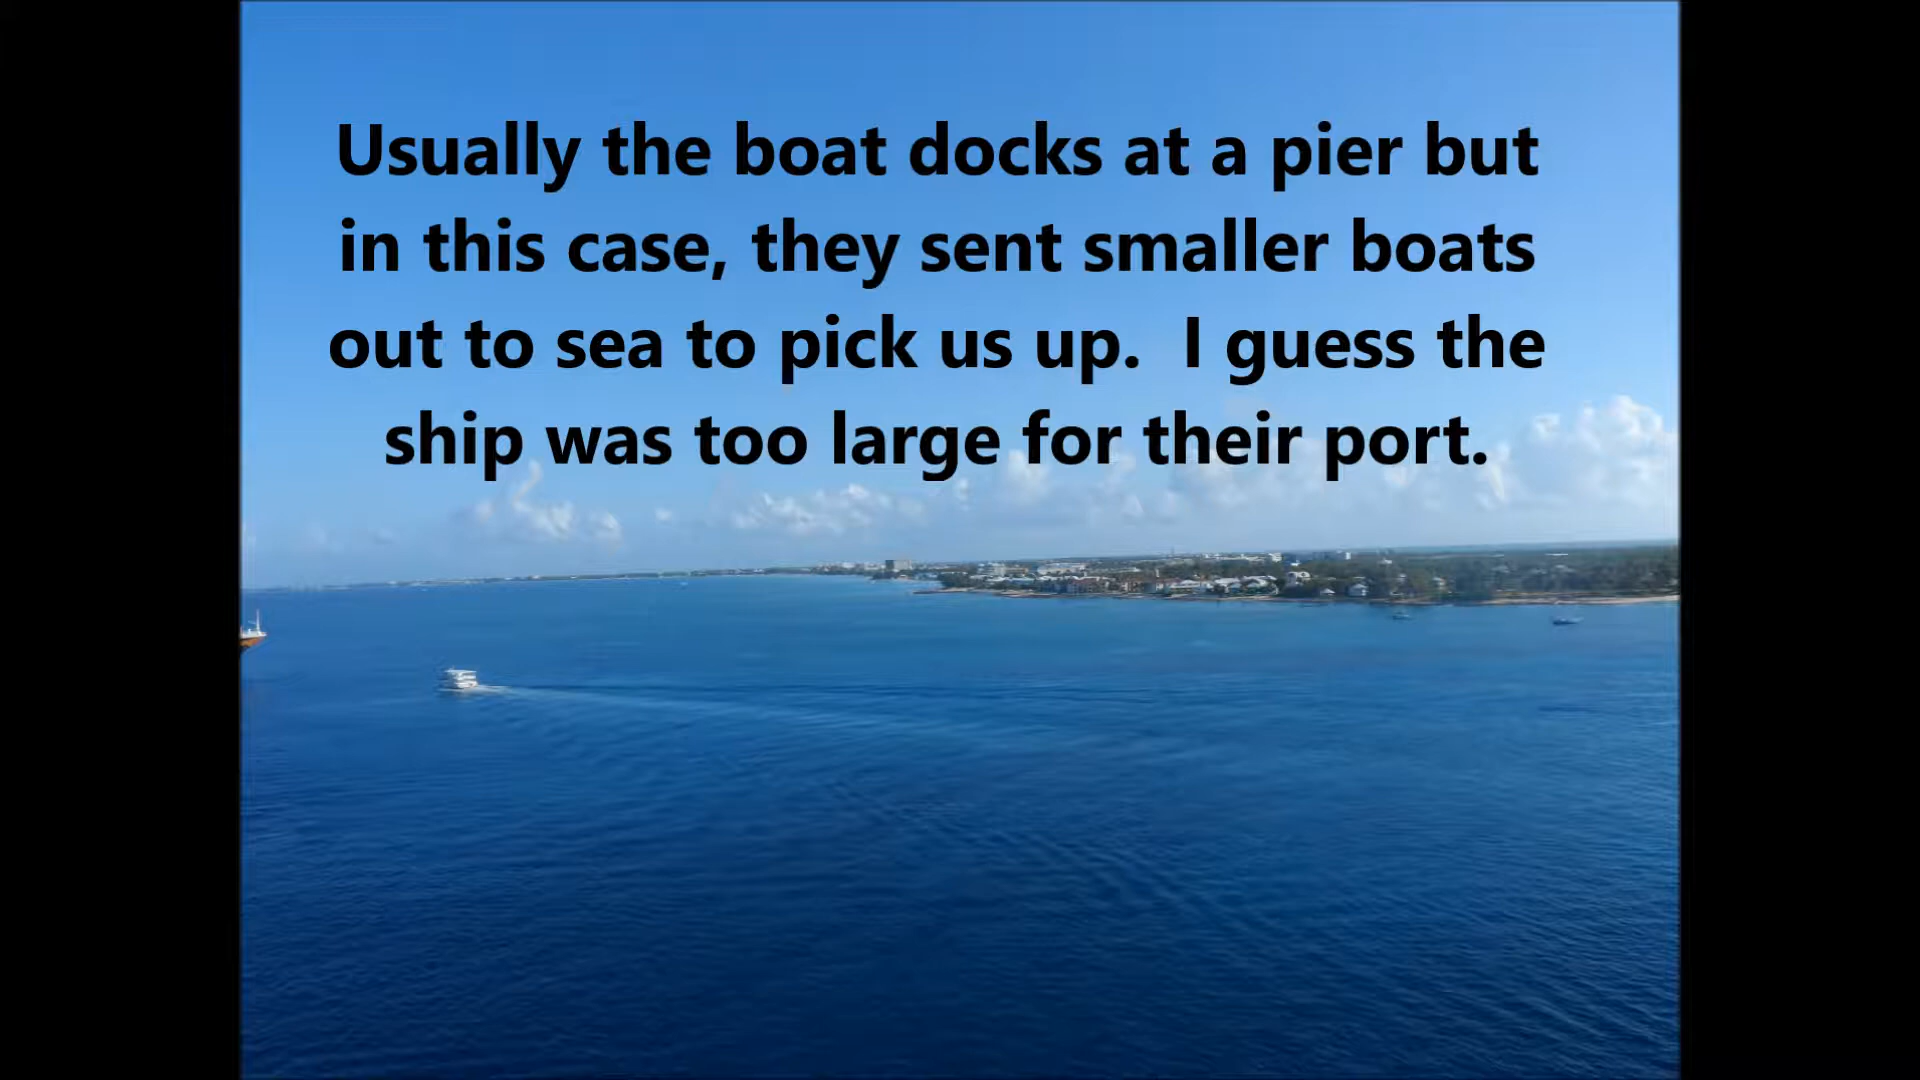 Usually the boat docks at a pier but
in this case, they sent smaller boats
out to sea to pick us up.  I guess the
ship was too large for their port.